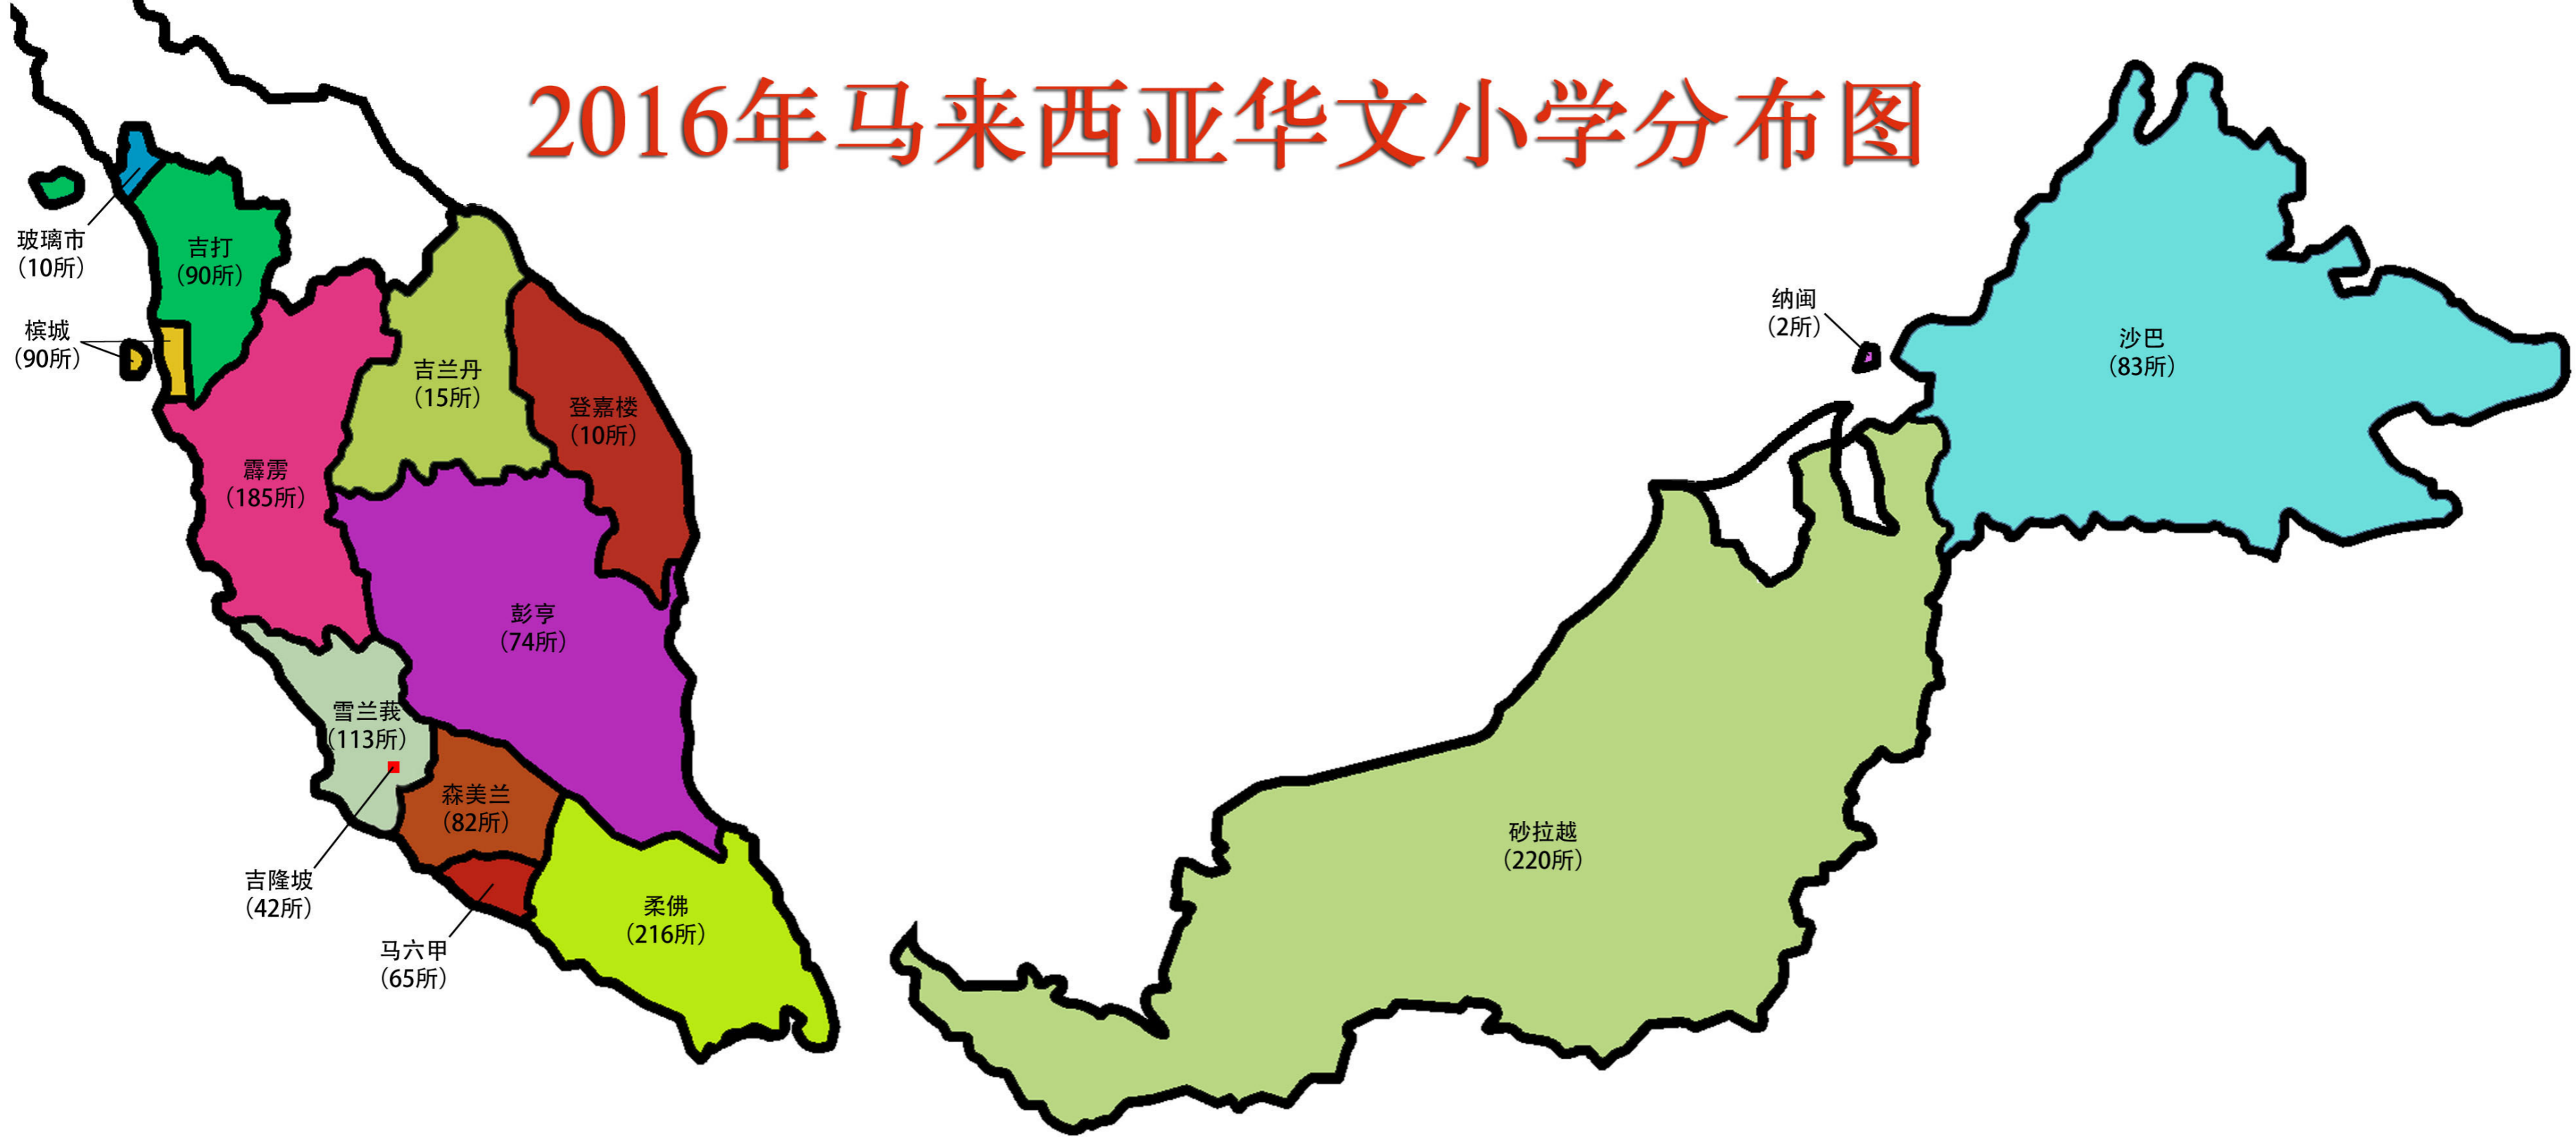 2016年马来西亚华文小学分布图
玻璃市
(10所)
吉打
(90所)
槟城
(90所)
吉兰丹
(15所)
登嘉楼
(10所)
霹雳
(185所)
彭亨
(74所)
雪兰莪
(113所)
森美兰
(82所)
吉隆坡
(42所)
马六甲
(65所)
柔佛
(216所)
纳闽
(2所)
沙巴
(83所)
砂拉越
(220所)